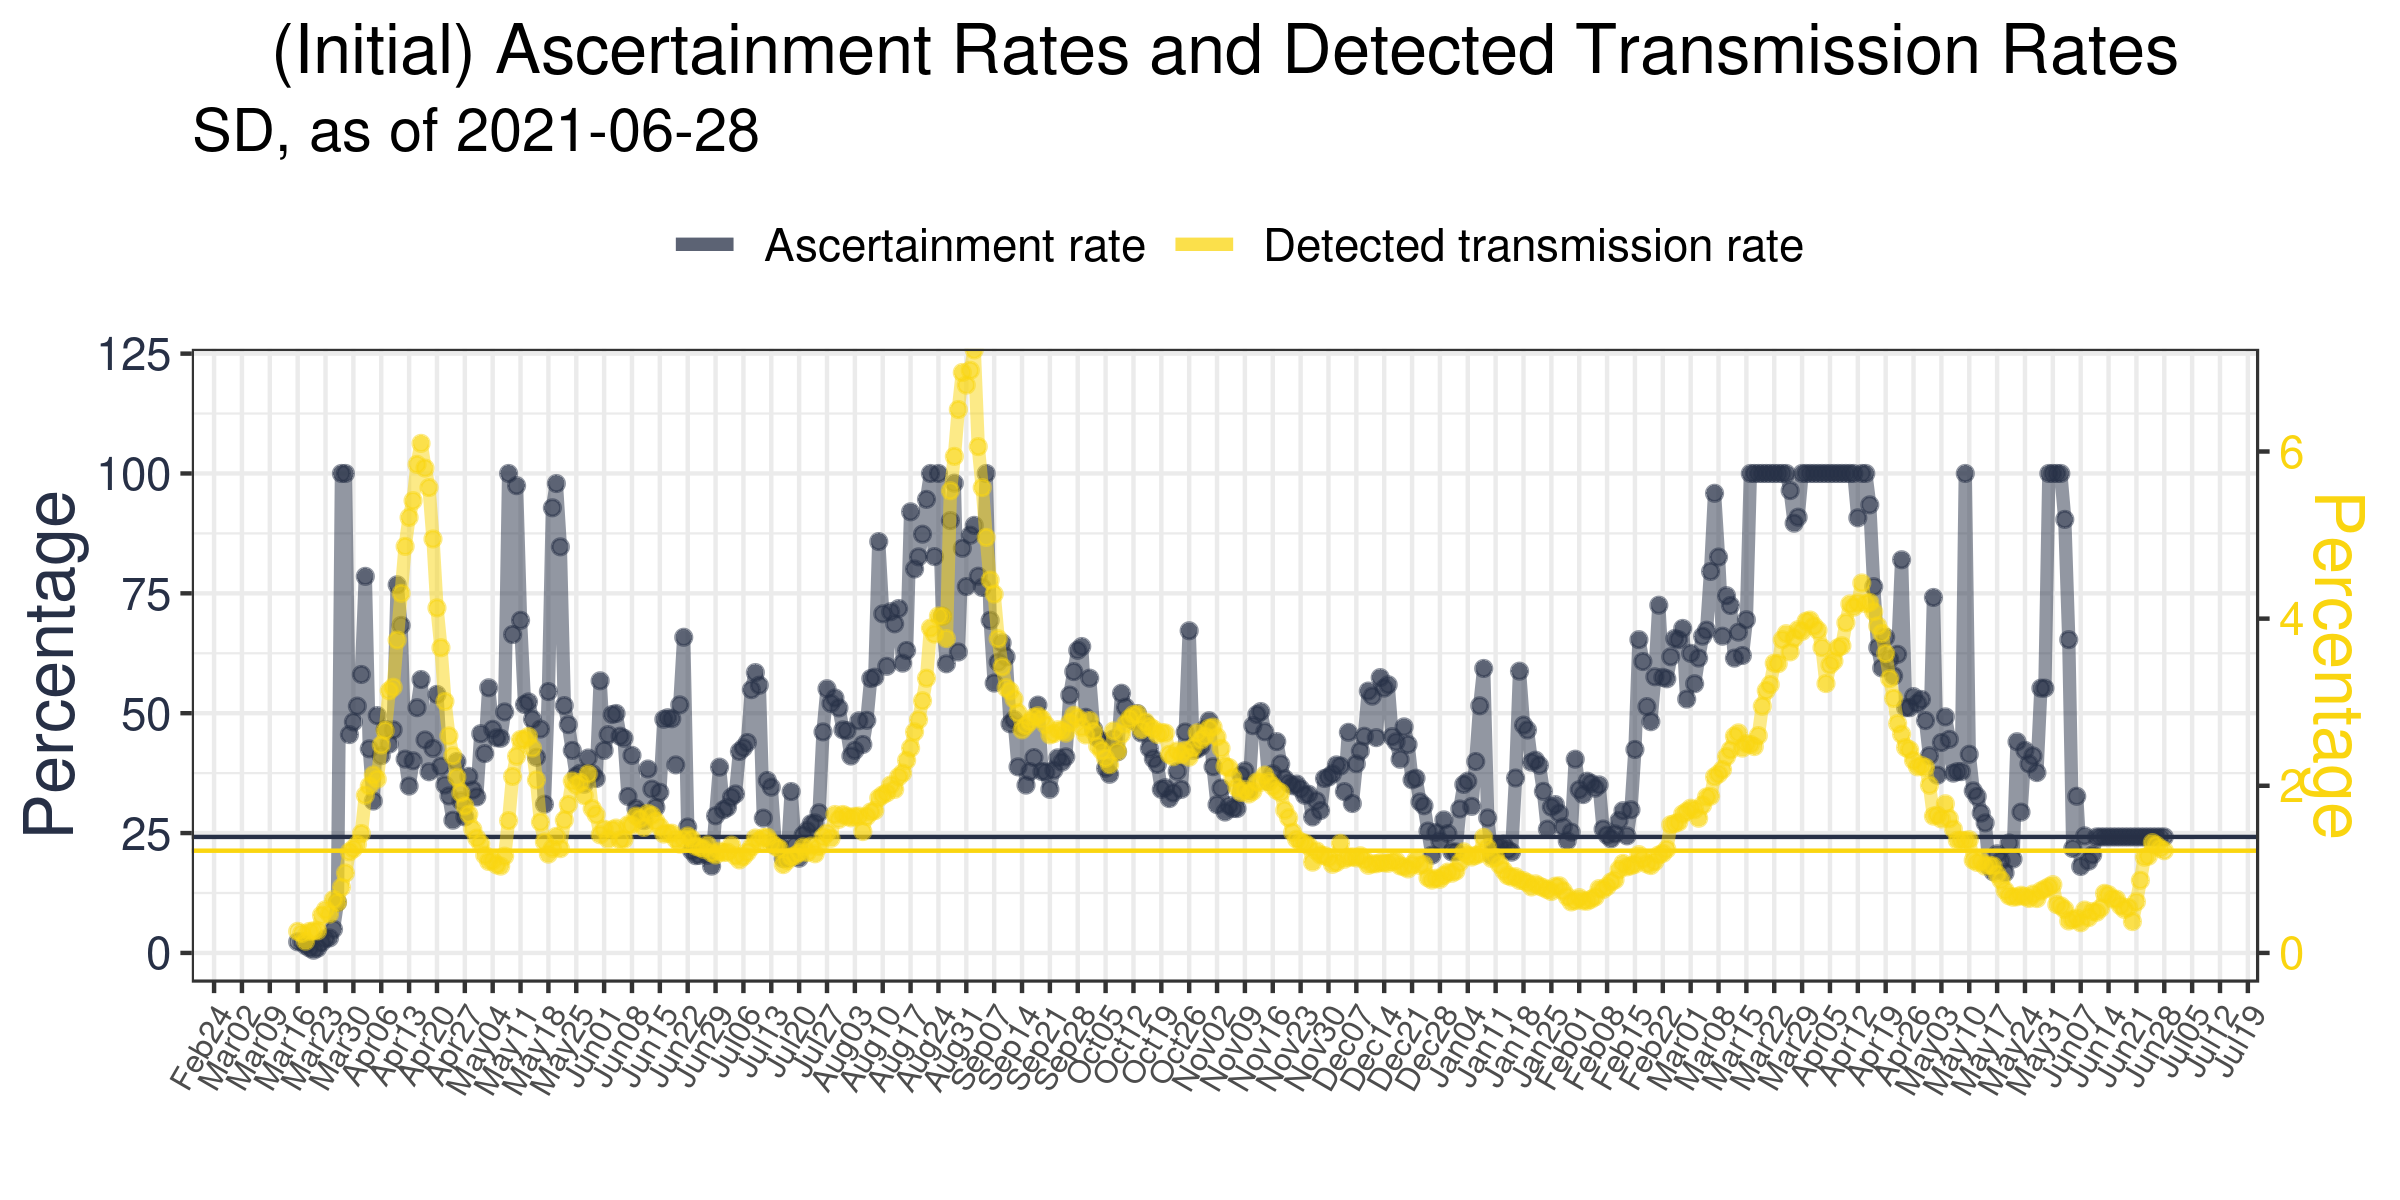 (Initial) Ascertainment Rates and Detected Transmission Rates
SD, as of 2021-06-28
Ascertainment rate
Detected transmission rate
125
100
75
50
25
0
Percentage
6
4
2
0
Percentage
Feb24
Mar02
Mar09
Mar16
Mar23
Mar30
Apr06
Apr13
Apr20
Apr27
May04
May11
May18
May25
Jun01
Jun08
Jun15
Jun22
Jun29
Jul06
Jul13
Jul20
Jul27
Aug03
Aug10
Aug17
Aug24
Aug31
Sep07
Sep14
Sep21
Sep28
Oct05
Oct12
Oct19
Oct26
Nov02
Nov09
Nov16
Nov23
Nov30
Dec07
Dec14
Dec21
Dec28
Jan04
Jan11
Jan18
Jan25
Feb01
Feb08
Feb15
Feb22
Mar01
Mar08
Mar15
Mar22
Mar29
Apr05
Apr12
Apr19
Apr26
May03
May10
May17
May24
May31
Jun07
Jun14
Jun21
Jun28
Jul05
Jul12
Jul19